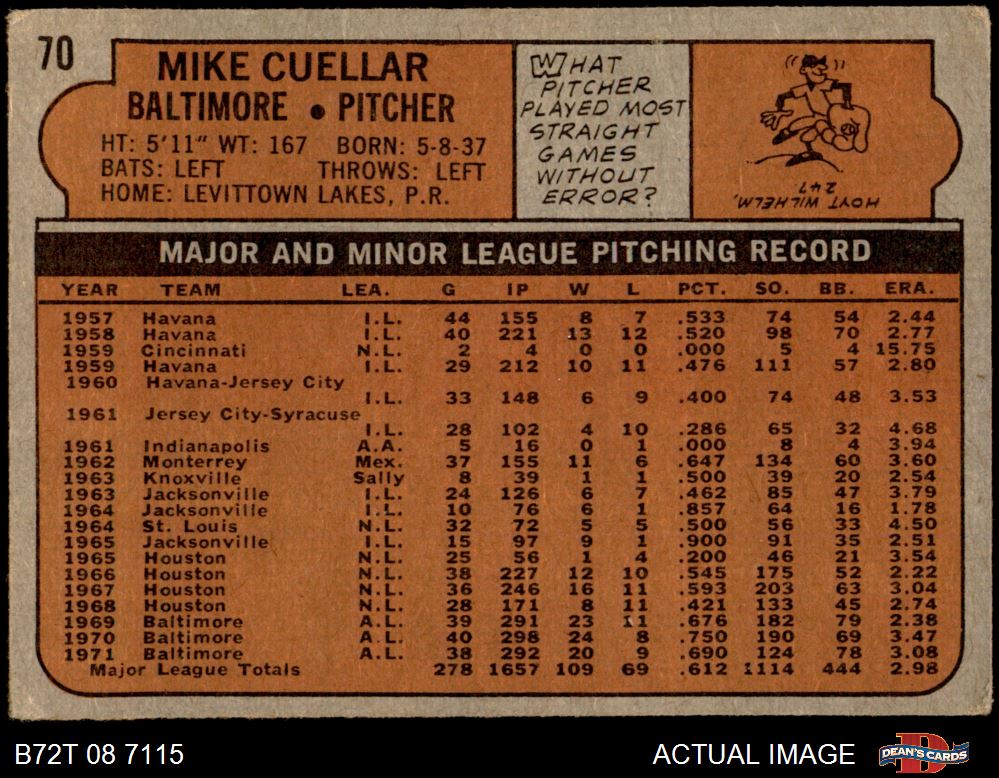 70
MIKE CUELLAR
BALTIMORE • PITCHER
HT: 5'11" WT: 167 BORN: 5-8-37
BATS: LEFT THROWS: LEFT
HOME: LEVITTOWN LAKES, P.R.
WHAT
PITCHER
PLAYED MOST
STRAIGHT
GAMES
WITHOUT
ERROR?
HOYT WILHELM,
247
MAJOR AND MINOR LEAGUE PITCHING RECORD
YEAR TEAM LEA. G IP W L PCT. SO. BB. ERA.
1957 Havana I.L. 44 155 8 7 .533 74 54 2.44
1958 Havana I.L. 40 221 13 12 .520 98 70 2.77
1959 Cincinnati N.L. 2 4 0 0 .000 5 4 15.75
1959 Havana I.L. 29 212 10 11 .476 111 57 2.80
1960 Havana-Jersey City
I.L. 33 148 6 9 .400 74 48 3.53
1961 Jersey City-Syracuse
I.L. 28 102 4 10 .286 65 32 4.68
1961 Indianapolis A.A. 5 16 0 1 .000 8 4 3.94
1962 Monterrey Mex. 37 155 11 6 .647 134 60 3.60
1963 Knoxville Sally 8 39 1 1 .500 39 20 2.54
1963 Jacksonville I.L. 24 126 6 7 .462 85 47 3.79
1964 Jacksonville I.L. 10 76 6 1 .857 64 16 1.78
1964 St. Louis N.L. 32 72 5 5 .500 56 33 4.50
1965 Jacksonville I.L. 15 97 9 1 .900 91 35 2.51
1965 Houston N.L. 25 56 1 4 .200 46 21 3.54
1966 Houston N.L. 38 227 12 10 .545 175 52 2.22
1967 Houston N.L. 36 246 16 11 .593 203 63 3.04
1968 Houston N.L. 28 171 8 11 .421 133 45 2.74
1969 Baltimore A.L. 39 291 23 11 .676 182 79 2.38
1970 Baltimore A.L. 40 298 24 8 .750 190 69 3.47
1971 Baltimore A.L. 38 292 20 9 .690 124 78 3.08
Major League Totals 278 1657 109 69 .612 1114 444 2.98
B72T 08 7115 ACTUAL IMAGE DEAN'S CARDS